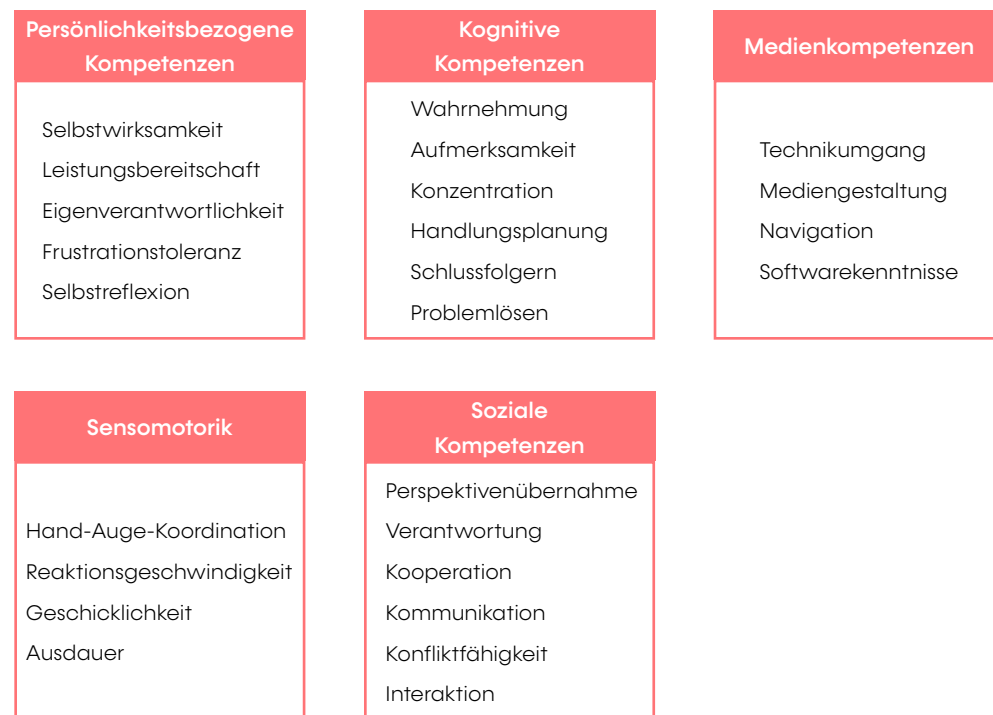 Persönlichkeitsbezogene
Kompetenzen
Selbstwirksamkeit
Leistungsbereitschaft
Eigenverantwortlichkeit
Frustrationstoleranz
Selbstreflexion
Kognitive
Kompetenzen
Wahrnehmung
Aufmerksamkeit
Konzentration
Handlungsplanung
Schlussfolgern
Problemlösen
Medienkompetenzen
Technikumgang
Mediengestaltung
Navigation
Softwarekenntnisse
Sensomotorik
Hand-Auge-Koordination
Reaktionsgeschwindigkeit
Geschicklichkeit
Ausdauer
Soziale
Kompetenzen
Perspektivenübernahme
Verantwortung
Kooperation
Kommunikation
Konfliktfähigkeit
Interaktion